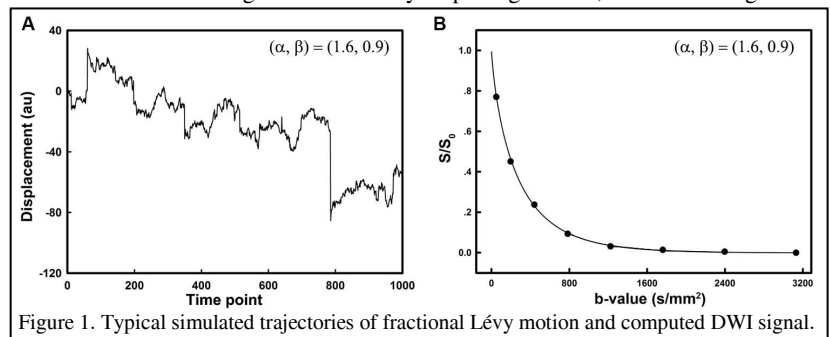 A
(α, β) = (1.6, 0.9)
40
0
-40
-80
-120
Displacement (au)
0
200
400
600
800
1000
Time point
B
(α, β) = (1.6, 0.9)
1.0
.8
.6
.4
.2
0.0
S/S₀
0
800
1600
2400
3200
b-value (s/mm²)
Figure 1. Typical simulated trajectories of fractional Lévy motion and computed DWI signal.